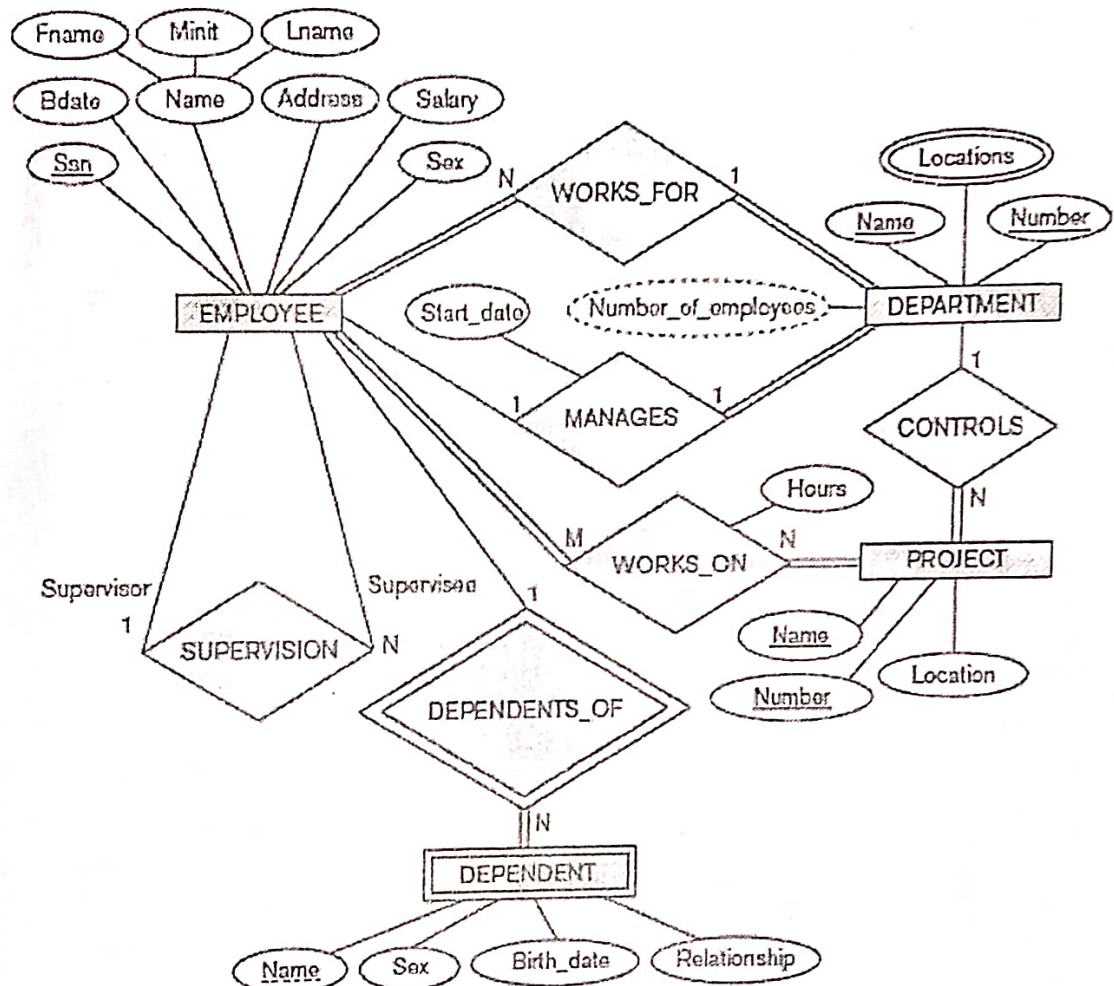 Fname Minit Lname
Bdate Name Address Salary
Ssn Sex
N WORKS_FOR 1
Locations
Name Number
EMPLOYEE
Start_date
Number_of_employees
DEPARTMENT
1 MANAGES 1
1
CONTROLS
N
Hours
M WORKS_ON N
PROJECT
Name
Number
Location
Supervisor
1
SUPERVISION
Supervisee
N
1
DEPENDENTS_OF
N
DEPENDENT
Name Sex Birth_date Relationship